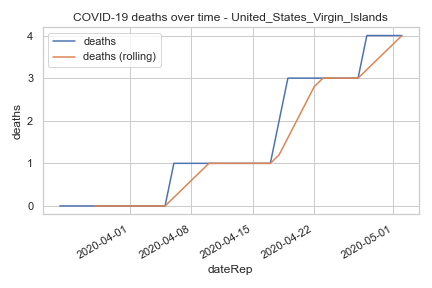 COVID-19 deaths over time - United_States_Virgin_Islands
deaths
deaths (rolling)
4
3
2
1
0
deaths
2020-04-01
2020-04-08
2020-04-15
2020-04-22
2020-05-01
dateRep